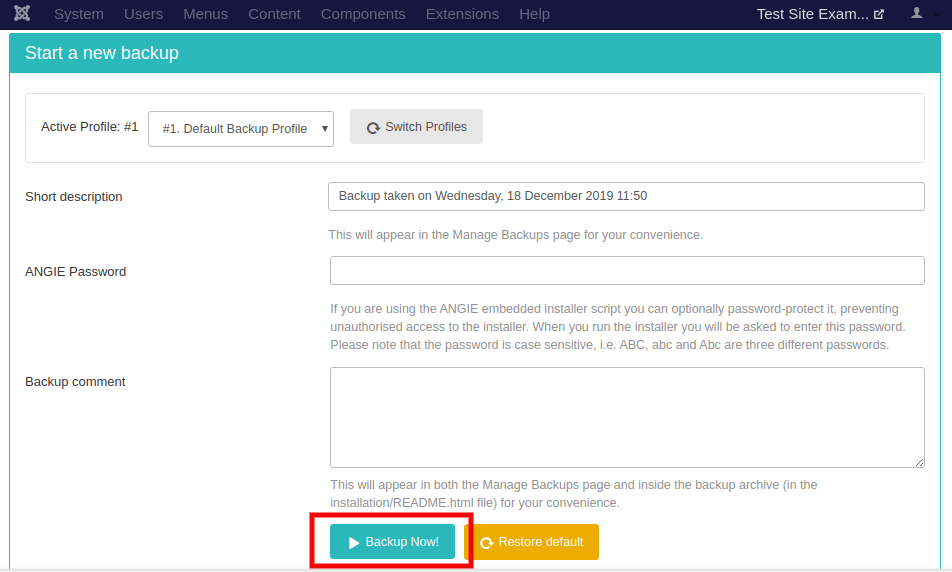 System Users Menus Content Components Extensions Help Test Site Exam...
Start a new backup
Active Profile: #1 #1. Default Backup Profile Switch Profiles
Short description Backup taken on Wednesday, 18 December 2019 11:50
This will appear in the Manage Backups page for your convenience.
ANGIE Password
If you are using the ANGIE embedded installer script you can optionally password-protect it, preventing
unauthorised access to the installer. When you run the installer you will be asked to enter this password.
Please note that the password is case sensitive, i.e. ABC, abc and Abc are three different passwords.
Backup comment
This will appear in both the Manage Backups page and inside the backup archive (in the
installation/README.html file) for your convenience.
Backup Now! Restore default